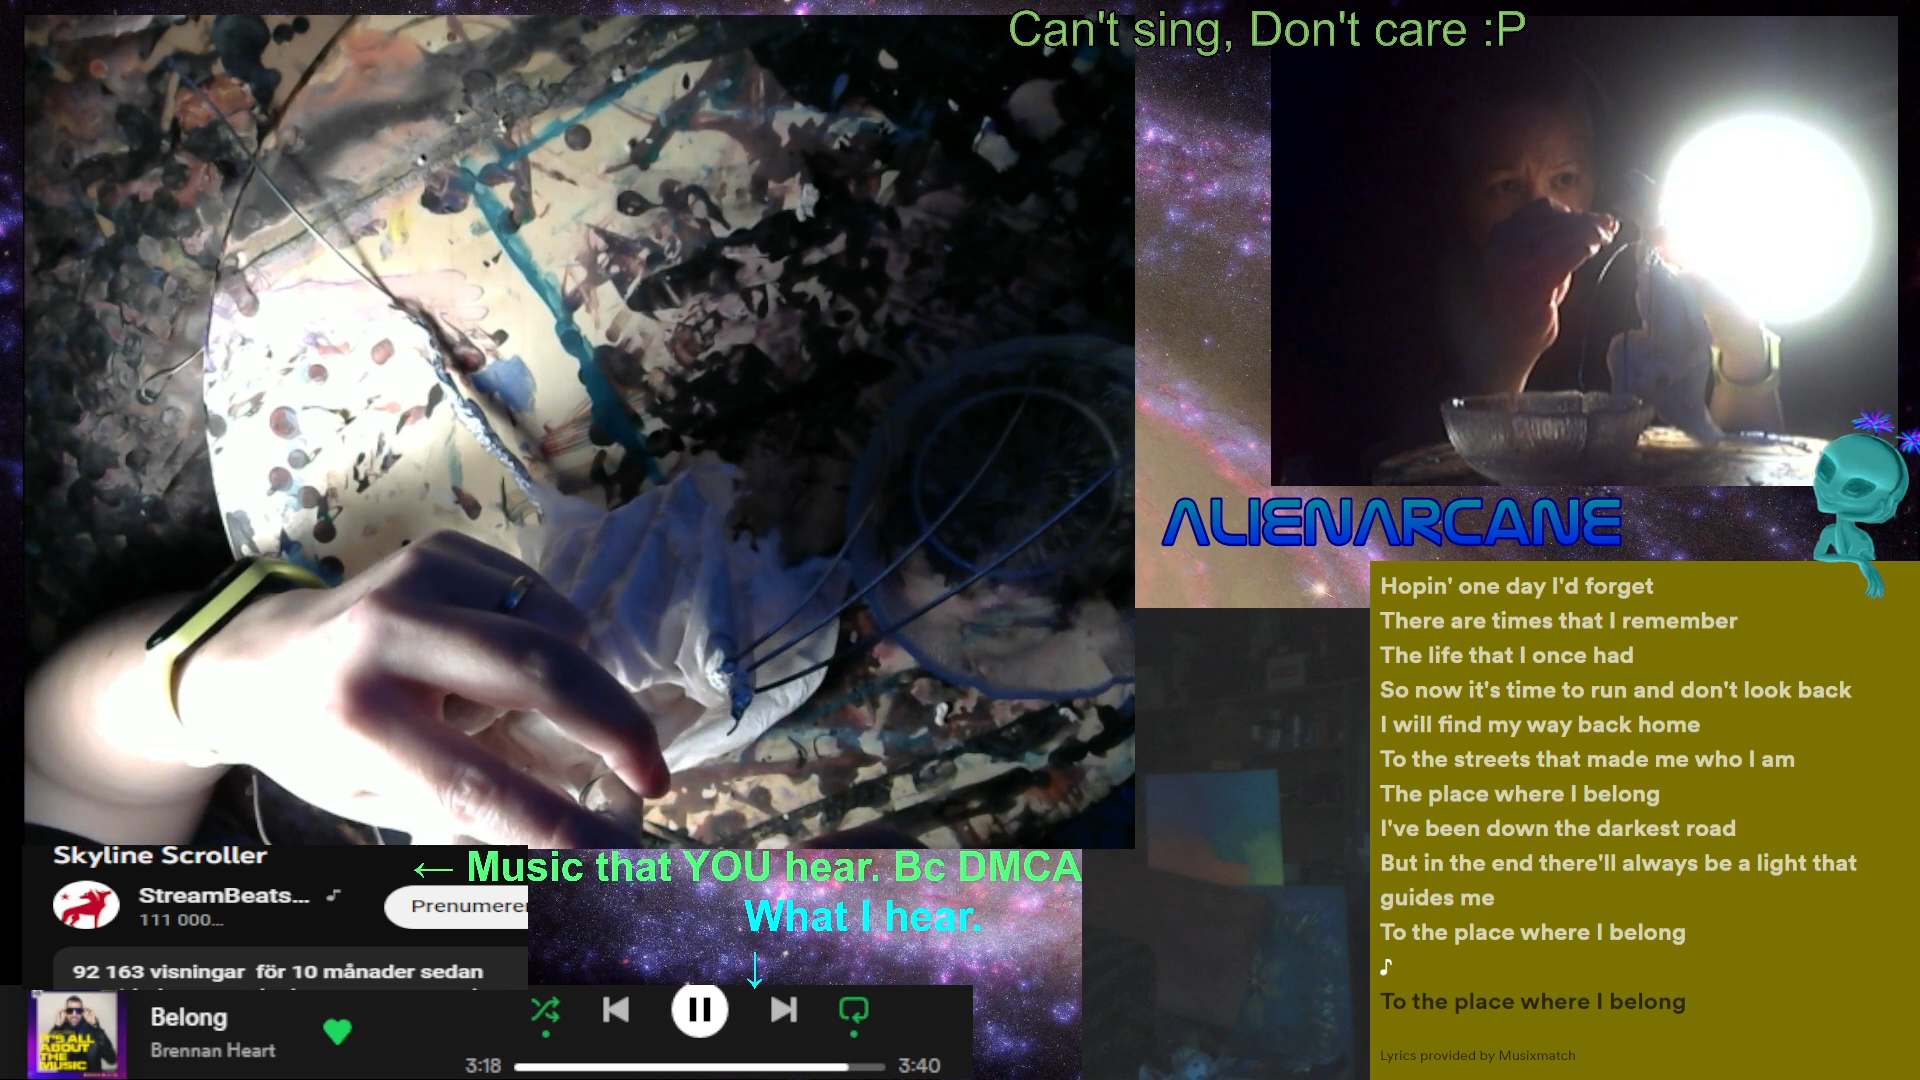 Can't sing, Don't care :P
ALIENARCANE
Hopin' one day I'd forget
There are times that I remember
The life that I once had
So now it's time to run and don't look back
I will find my way back home
To the streets that made me who I am
The place where I belong
I've been down the darkest road
But in the end there'll always be a light that
guides me
To the place where I belong
♪
To the place where I belong
Lyrics provided by Musixmatch
Skyline Scroller
← Music that YOU hear. Bc DMCA
StreamBeats... ♪
111 000...
Prenumerer
What I hear.
↓
92 163 visningar för 10 månader sedan
IT'S ALL
ABOUT
THE
MUSIC
Belong
Brennan Heart
3:18
3:40